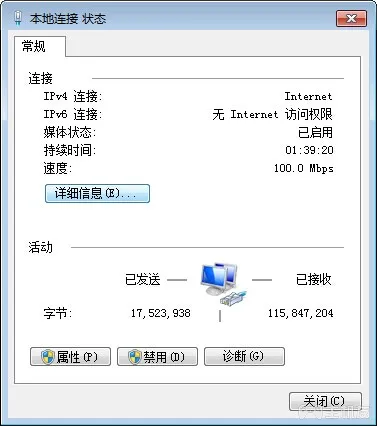 本地连接 状态
常规
连接
IPv4 连接: Internet
IPv6 连接: 无 Internet 访问权限
媒体状态: 已启用
持续时间: 01:39:20
速度: 100.0 Mbps
详细信息(E)...
活动
已发送 已接收
字节: 17,523,938 115,847,204
属性(P) 禁用(D) 诊断(G)
关闭(C)